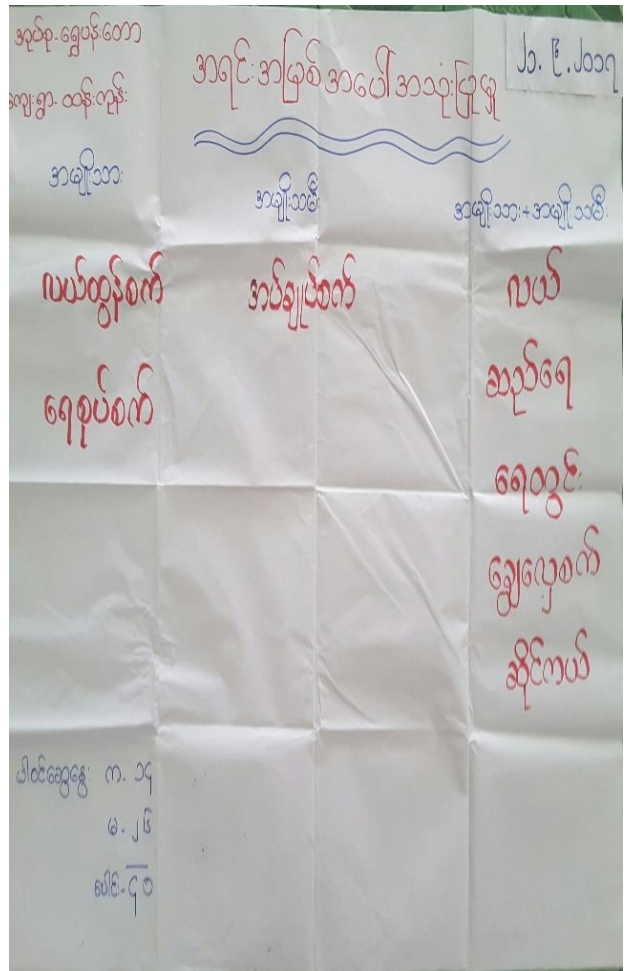 အုပ်စု-ရွှေပန်းတော
ကျေးရွာ-ထန်းကုန်း
အရင်းအမြစ်အပေါ်အသုံးပြုမှု
၂၁.၉.၂၀၁၇
အမျိုးသား
အမျိုးသမီး
အမျိုးသား+အမျိုးသမီး
လယ်ထွန်စက်
အပ်ချုပ်စက်
လယ်
ရေစုပ်စက်
ဆည်ရေ
ရေတွင်း
ချွေလှေ့စက်
ဆိုင်ကယ်
ပါဝင်ဆွေးနွေး က-၁၄
မ-၂၆
ပေါင်း-၄၀